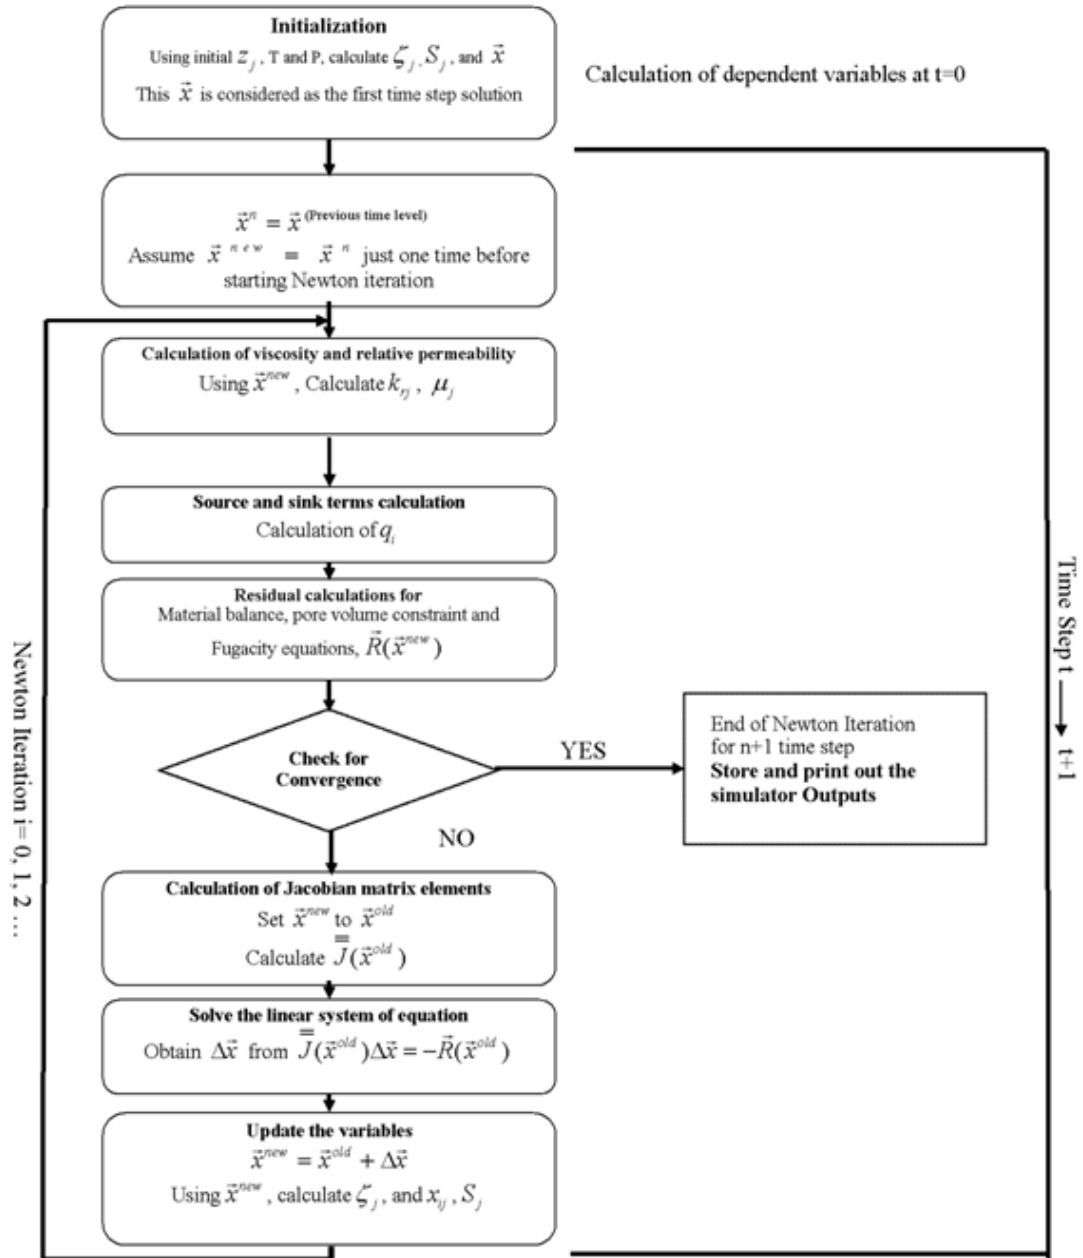 Initialization
Using initial z_j , T and P, calculate ζ_j, S_j, and x⃗
This x⃗ is considered as the first time step solution
Calculation of dependent variables at t=0
x⃗^n = x⃗^(Previous time level)
Assume x⃗^new = x⃗^n just one time before
starting Newton iteration
Calculation of viscosity and relative permeability
Using x⃗^new , Calculate k_rj , μ_j
Source and sink terms calculation
Calculation of q_i
Residual calculations for
Material balance, pore volume constraint and
Fugacity equations, R⃗(x⃗^new)
Check for
Convergence
YES
End of Newton Iteration
for n+1 time step
Store and print out the
simulator Outputs
NO
Calculation of Jacobian matrix elements
Set x⃗^new to x⃗^old
Calculate J̿(x⃗^old)
Solve the linear system of equation
Obtain Δx⃗ from J̿(x⃗^old)Δx⃗ = −R⃗(x⃗^old)
Update the variables
x⃗^new = x⃗^old + Δx⃗
Using x⃗^new , calculate ζ_j , and x_ij , S_j
Newton Iteration i= 0, 1, 2 ...
Time Step t → t+1